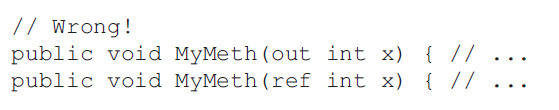 // Wrong!
public void MyMeth(out int x) { // ...
public void MyMeth(ref int x) { // ...